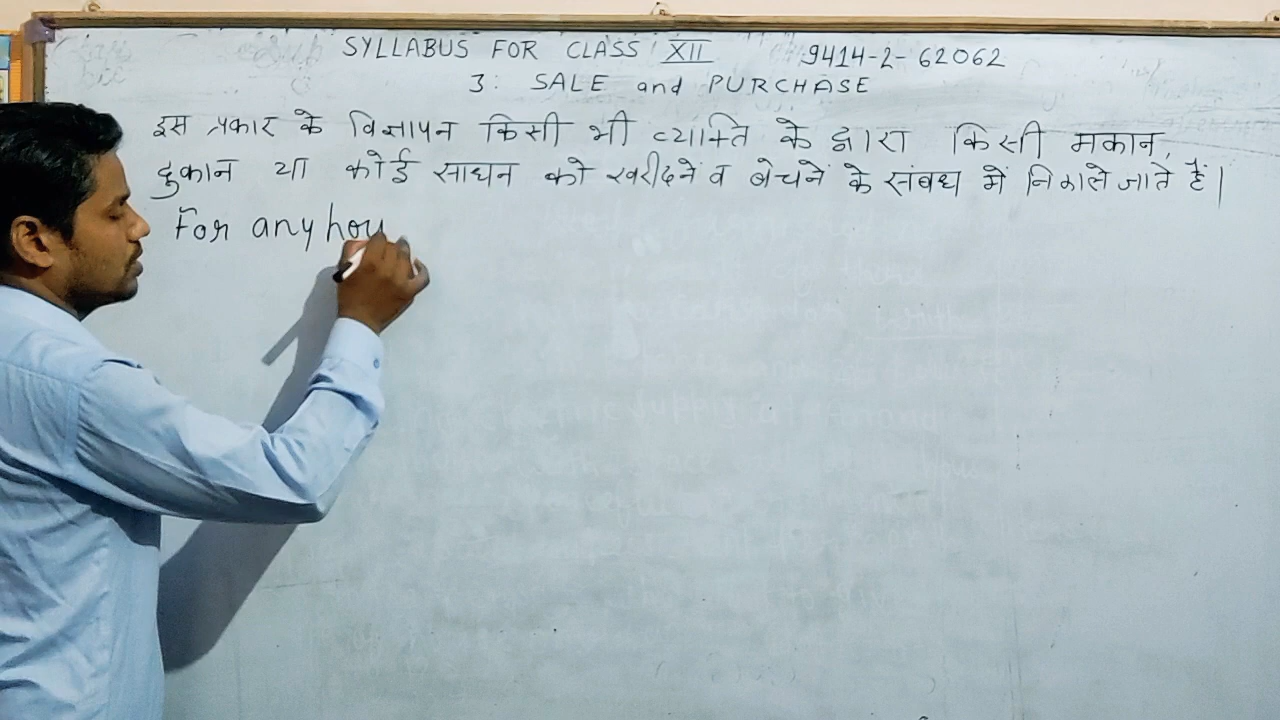 SYLLABUS FOR CLASS XII 9414-2-62062
3: SALE and PURCHASE
इस प्रकार के विज्ञापन किसी भी व्यक्ति के द्वारा किसी मकान,
दुकान या कोई साधन को खरीदनें व बेचनें के संबध में निकाले जाते हैं।
For any hou